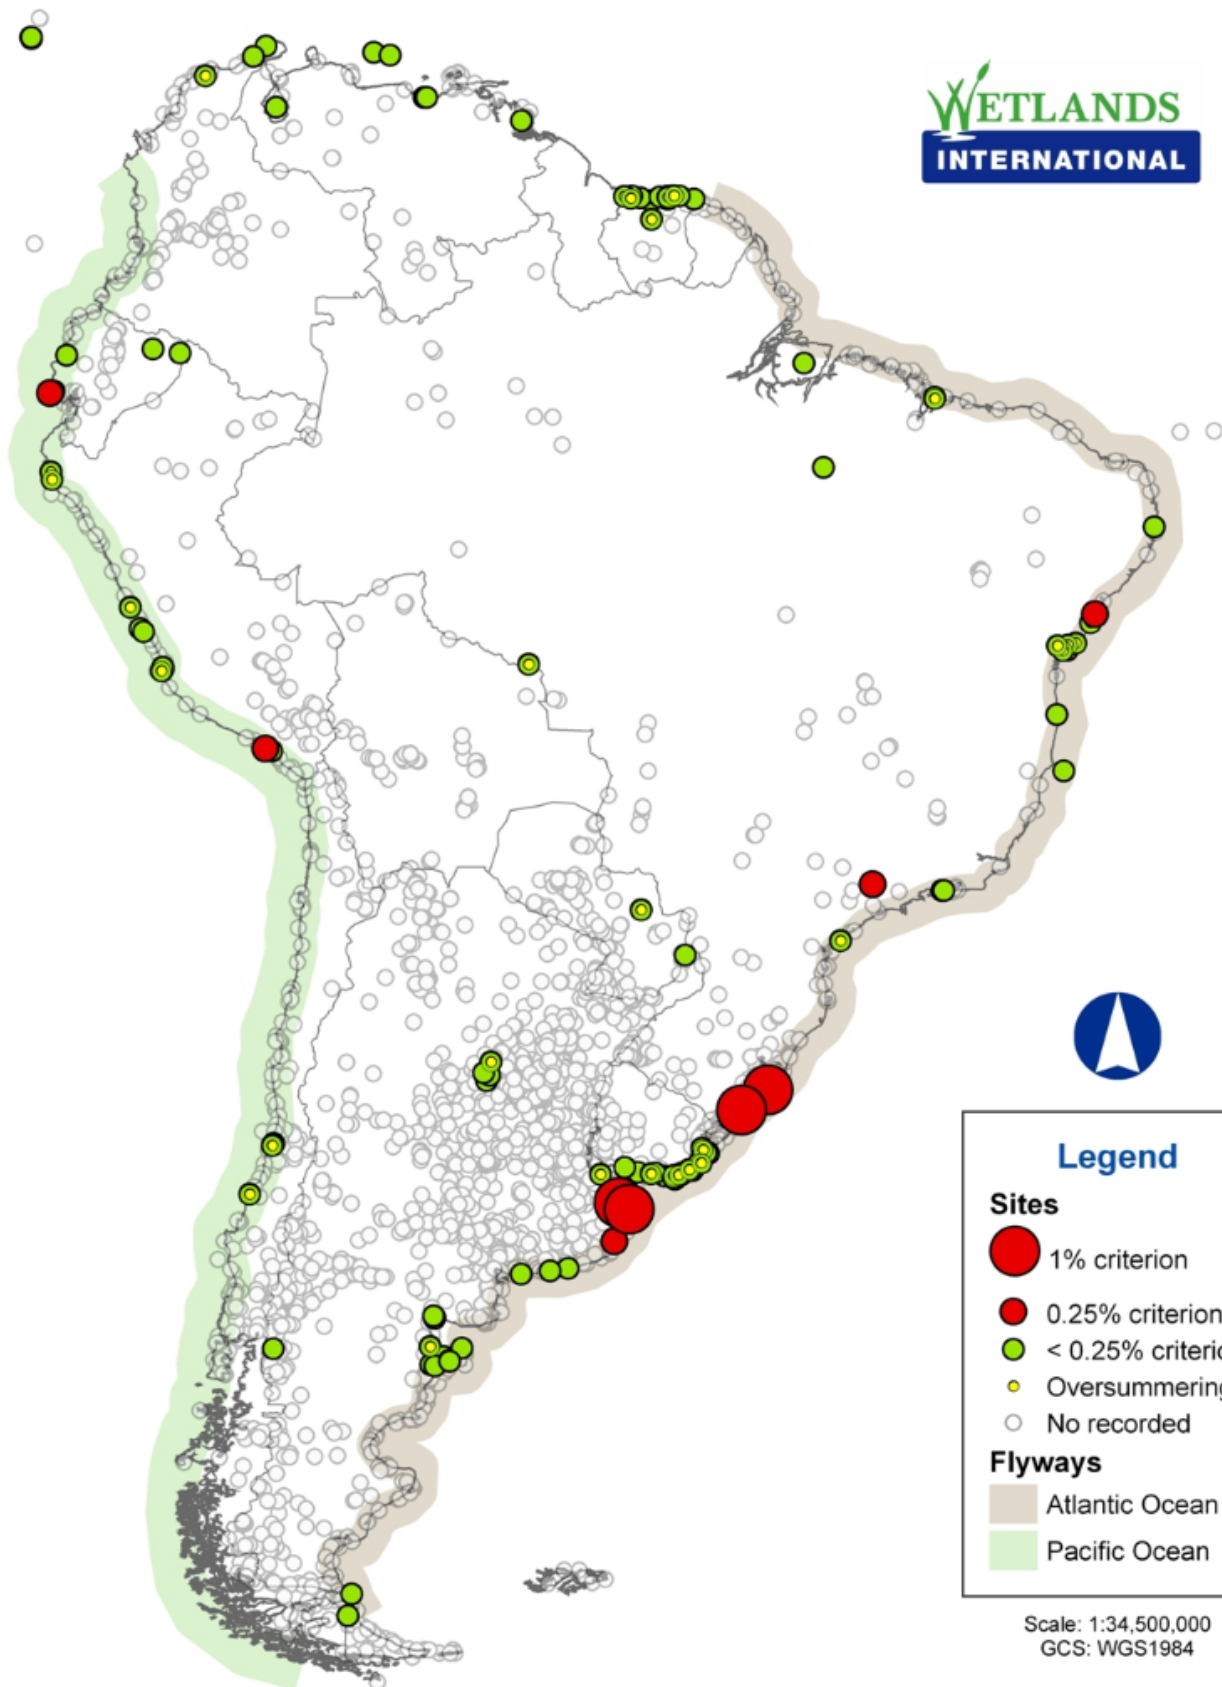 WETLANDS
INTERNATIONAL
Legend
Sites
1% criterion
0.25% criterion
< 0.25% criterio
Oversummering
No recorded
Flyways
Atlantic Ocean
Pacific Ocean
Scale: 1:34,500,000
GCS: WGS1984